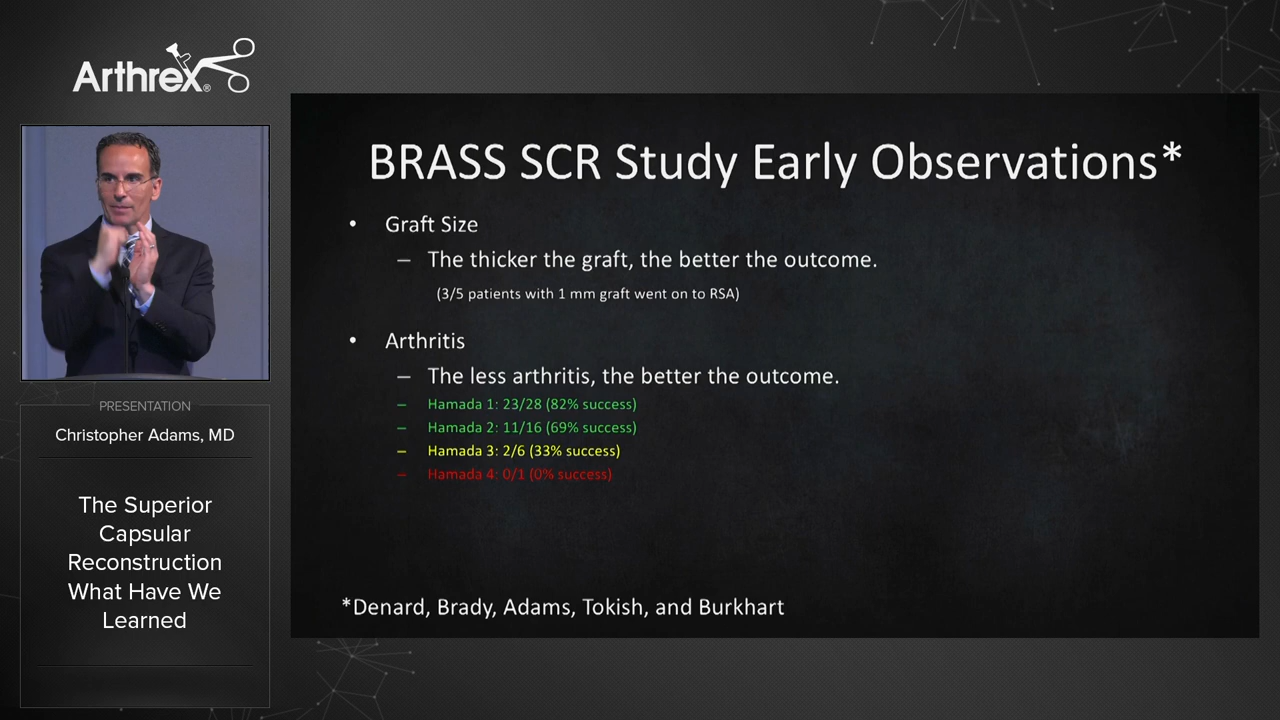 Arthrex®
PRESENTATION
Christopher Adams, MD
The Superior
Capsular
Reconstruction
What Have We
Learned
BRASS SCR Study Early Observations*
• Graft Size
– The thicker the graft, the better the outcome.
(3/5 patients with 1 mm graft went on to RSA)
• Arthritis
– The less arthritis, the better the outcome.
– Hamada 1: 23/28 (82% success)
– Hamada 2: 11/16 (69% success)
– Hamada 3: 2/6 (33% success)
– Hamada 4: 0/1 (0% success)
*Denard, Brady, Adams, Tokish, and Burkhart